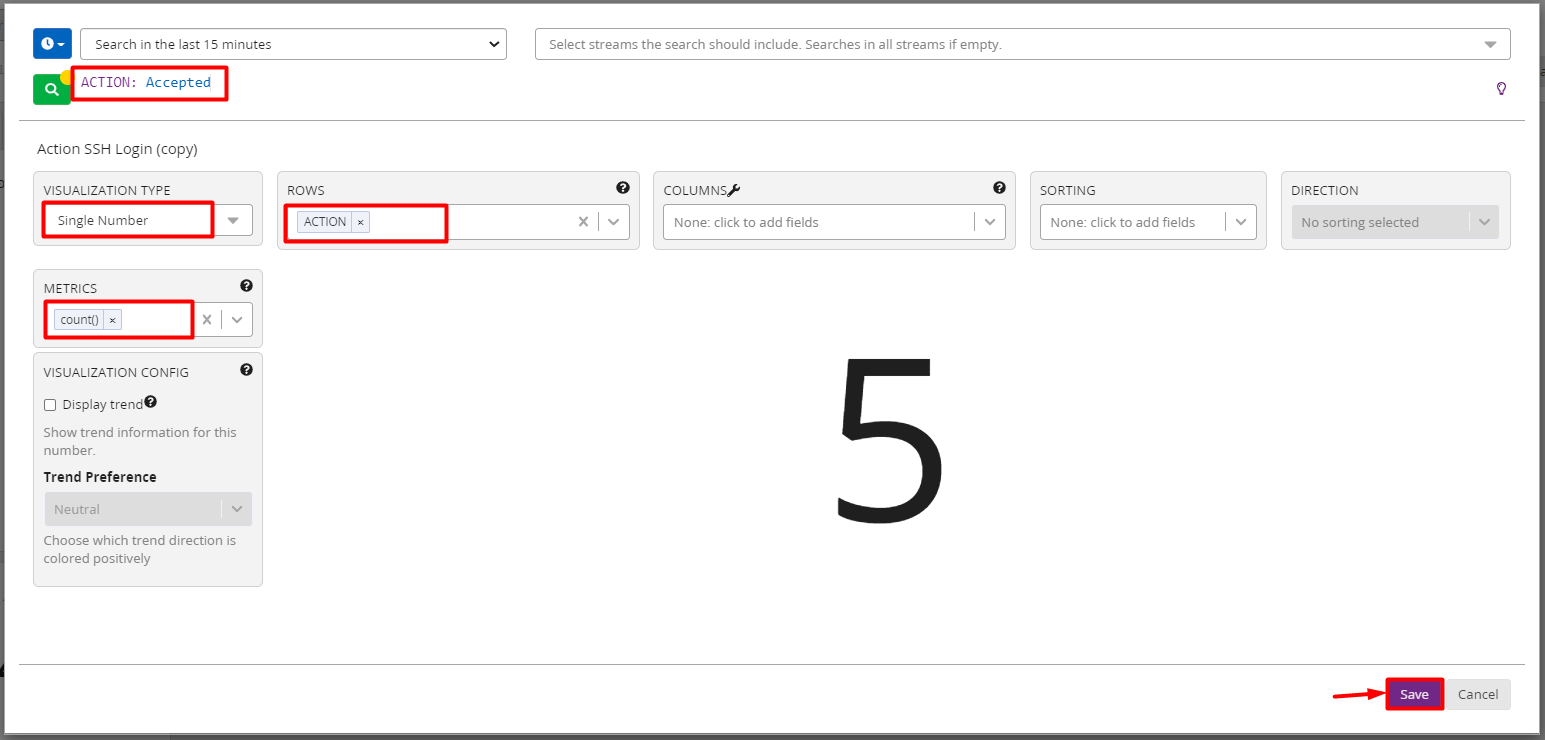 Search in the last 15 minutes
Select streams the search should include. Searches in all streams if empty.
ACTION: Accepted
Action SSH Login (copy)
VISUALIZATION TYPE
Single Number
ROWS
ACTION ×
COLUMNS
None: click to add fields
SORTING
None: click to add fields
DIRECTION
No sorting selected
METRICS
count() ×
VISUALIZATION CONFIG
Display trend
Show trend information for this
number.
Trend Preference
Neutral
Choose which trend direction is
colored positively
5
Save
Cancel